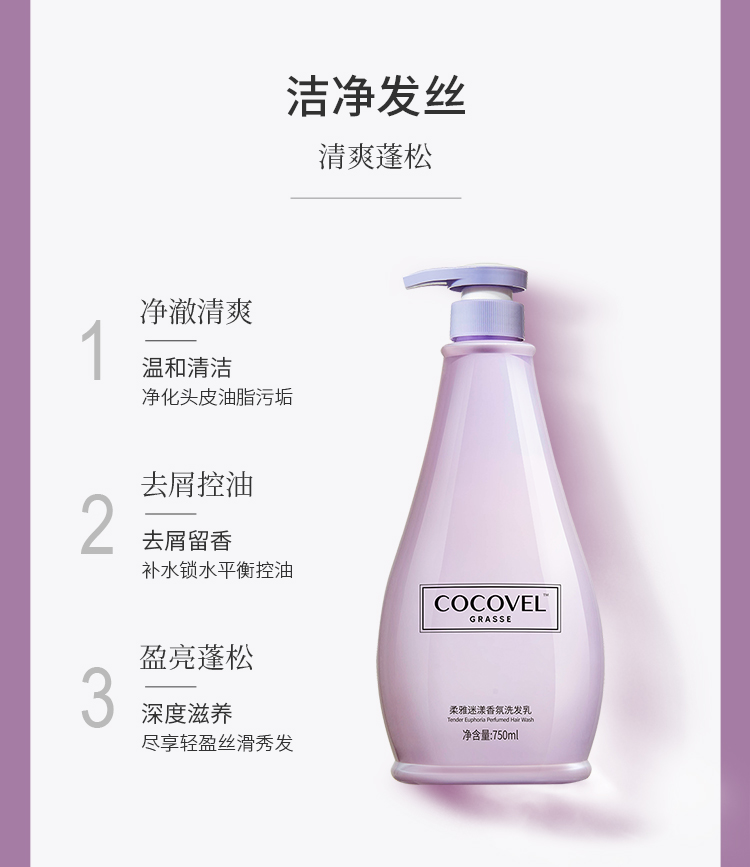 洁净发丝
清爽蓬松
1
净澈清爽
温和清洁
净化头皮油脂污垢
2
去屑控油
去屑留香
补水锁水平衡控油
3
盈亮蓬松
深度滋养
尽享轻盈丝滑秀发
COCOVEL™
GRASSE
柔雅迷漾香氛洗发乳
Tender Euphoria Perfumed Hair Wash
净含量:750ml